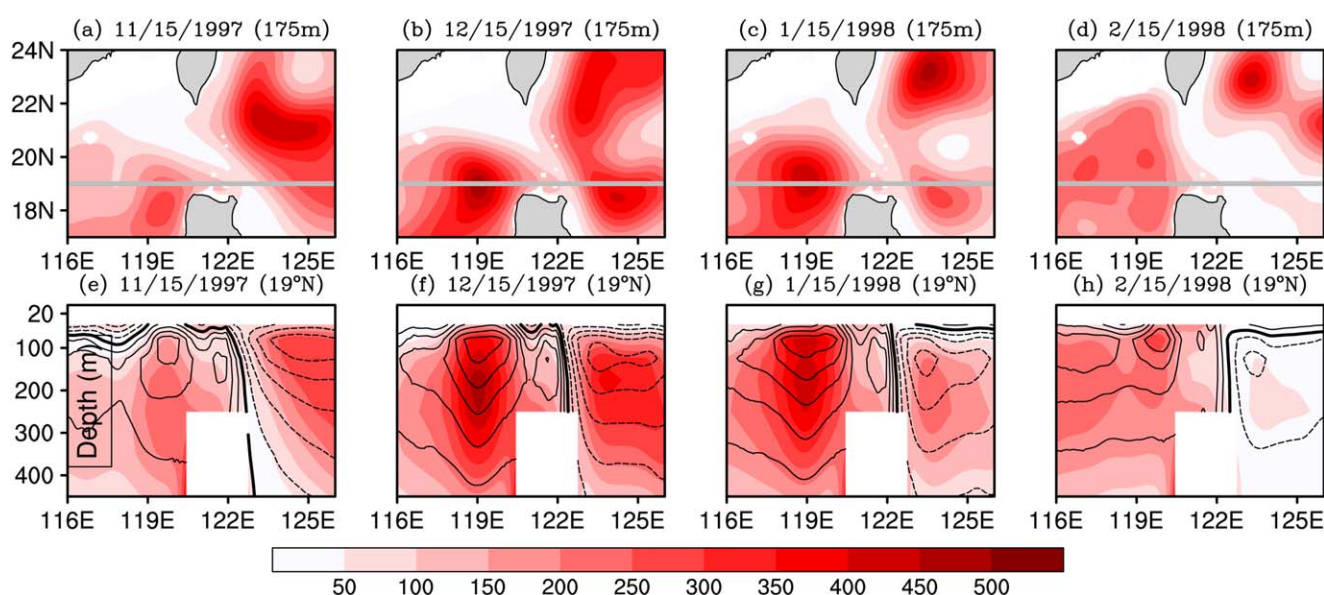 (a) 11/15/1997 (175m) (b) 12/15/1997 (175m) (c) 1/15/1998 (175m) (d) 2/15/1998 (175m)
24N
22N
20N
18N
116E 119E 122E 125E 116E 119E 122E 125E 116E 119E 122E 125E 116E 119E 122E 125E
(e) 11/15/1997 (19°N) (f) 12/15/1997 (19°N) (g) 1/15/1998 (19°N) (h) 2/15/1998 (19°N)
20
100
200
300
400
Depth (m)
116E 119E 122E 125E 116E 119E 122E 125E 116E 119E 122E 125E 116E 119E 122E 125E
50 100 150 200 250 300 350 400 450 500